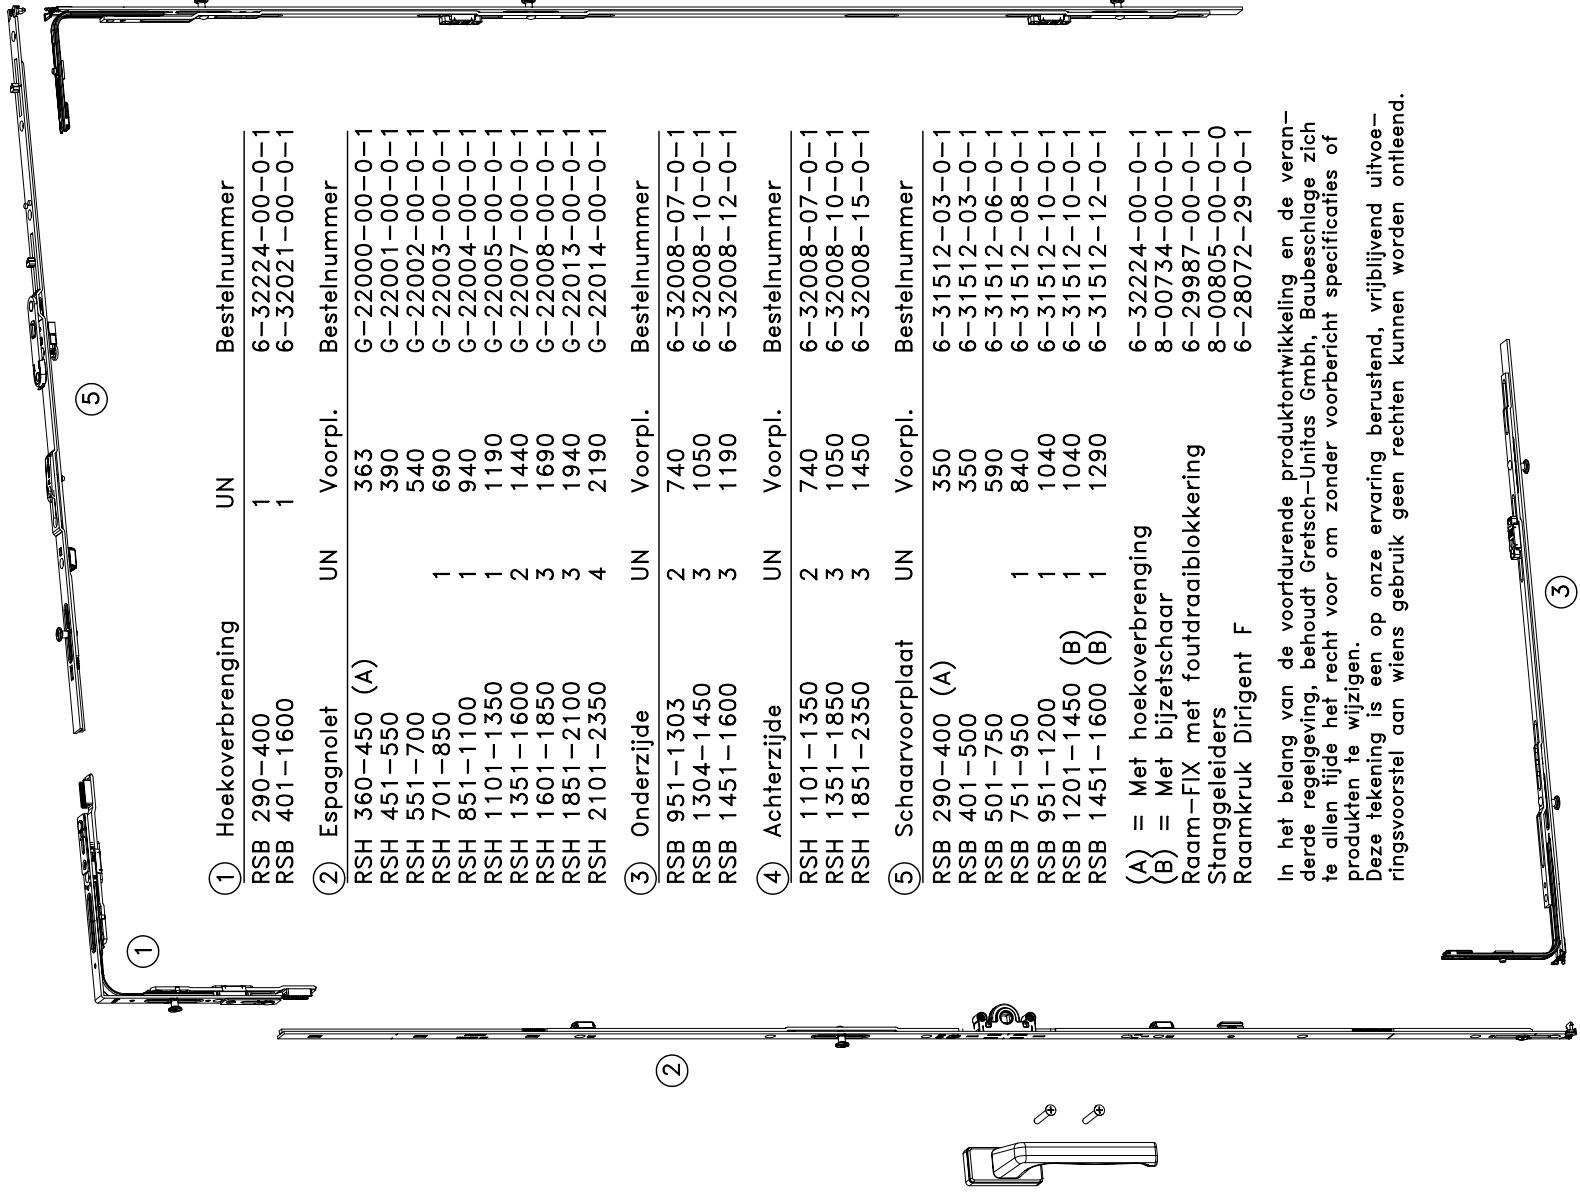 ① Hoekoverbrenging UN Bestelnummer
RSB 290-400 1 6-32224-00-0-1
RSB 401-1600 1 6-32021-00-0-1
② Espagnolet UN Voorpl. Bestelnummer
RSH 360-450 (A) 363 G-22000-00-0-1
RSH 451-550 390 G-22001-00-0-1
RSH 551-700 540 G-22002-00-0-1
RSH 701-850 1 690 G-22003-00-0-1
RSH 851-1100 1 940 G-22004-00-0-1
RSH 1101-1350 1 1190 G-22005-00-0-1
RSH 1351-1600 2 1440 G-22007-00-0-1
RSH 1601-1850 3 1690 G-22008-00-0-1
RSH 1851-2100 3 1940 G-22013-00-0-1
RSH 2101-2350 4 2190 G-22014-00-0-1
③ Onderzijde UN Voorpl. Bestelnummer
RSB 951-1303 2 740 6-32008-07-0-1
RSB 1304-1450 3 1050 6-32008-10-0-1
RSB 1451-1600 3 1190 6-32008-12-0-1
④ Achterzijde UN Voorpl. Bestelnummer
RSH 1101-1350 2 740 6-32008-07-0-1
RSH 1351-1850 3 1050 6-32008-10-0-1
RSH 1851-2350 3 1450 6-32008-15-0-1
⑤ Schaarvoorplaat UN Voorpl. Bestelnummer
RSB 290-400 (A) 350 6-31512-03-0-1
RSB 401-500 350 6-31512-03-0-1
RSB 501-750 590 6-31512-06-0-1
RSB 751-950 1 840 6-31512-08-0-1
RSB 951-1200 1 1040 6-31512-10-0-1
RSB 1201-1450 (B) 1 1040 6-31512-10-0-1
RSB 1451-1600 (B) 1 1290 6-31512-12-0-1
(A) = Met hoekoverbrenging 6-32224-00-0-1
(B) = Met bijzetschaar 8-00734-00-0-1
Raam-FIX met foutdraaiblokkering 6-29987-00-0-1
Stanggeleiders 8-00805-00-0-0
Raamkruk Dirigent F 6-28072-29-0-1
In het belang van de voortdurende produktontwikkeling en de veran-
derde regelgeving, behoudt Gretsch-Unitas Gmbh, Baubeschlage zich
te allen tijde het recht voor om zonder voorbericht specificaties of
produkten te wijzigen.
Deze tekening is een op onze ervaring berustend, vrijblijvend uitvoe-
ringsvoorstel aan wiens gebruik geen rechten kunnen worden ontleend.
①
②
③
⑤